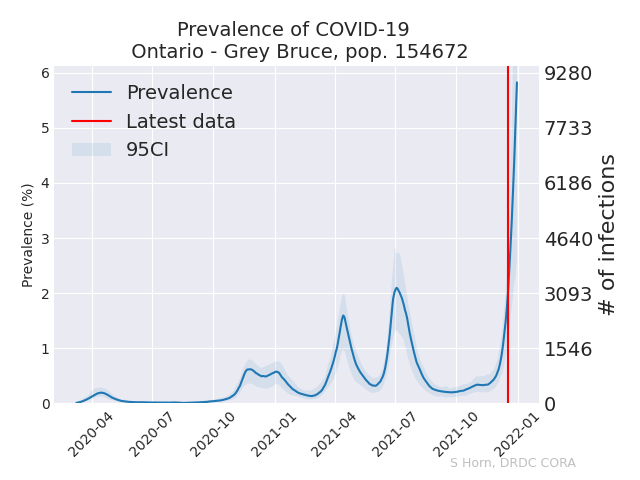 Prevalence of COVID-19
Ontario - Grey Bruce, pop. 154672
Prevalence
Latest data
95CI
Prevalence (%)
6
5
4
3
2
1
0
9280
7733
6186
4640
3093
1546
0
# of infections
2020-04
2020-07
2020-10
2021-01
2021-04
2021-07
2021-10
2022-01
S Horn, DRDC CORA